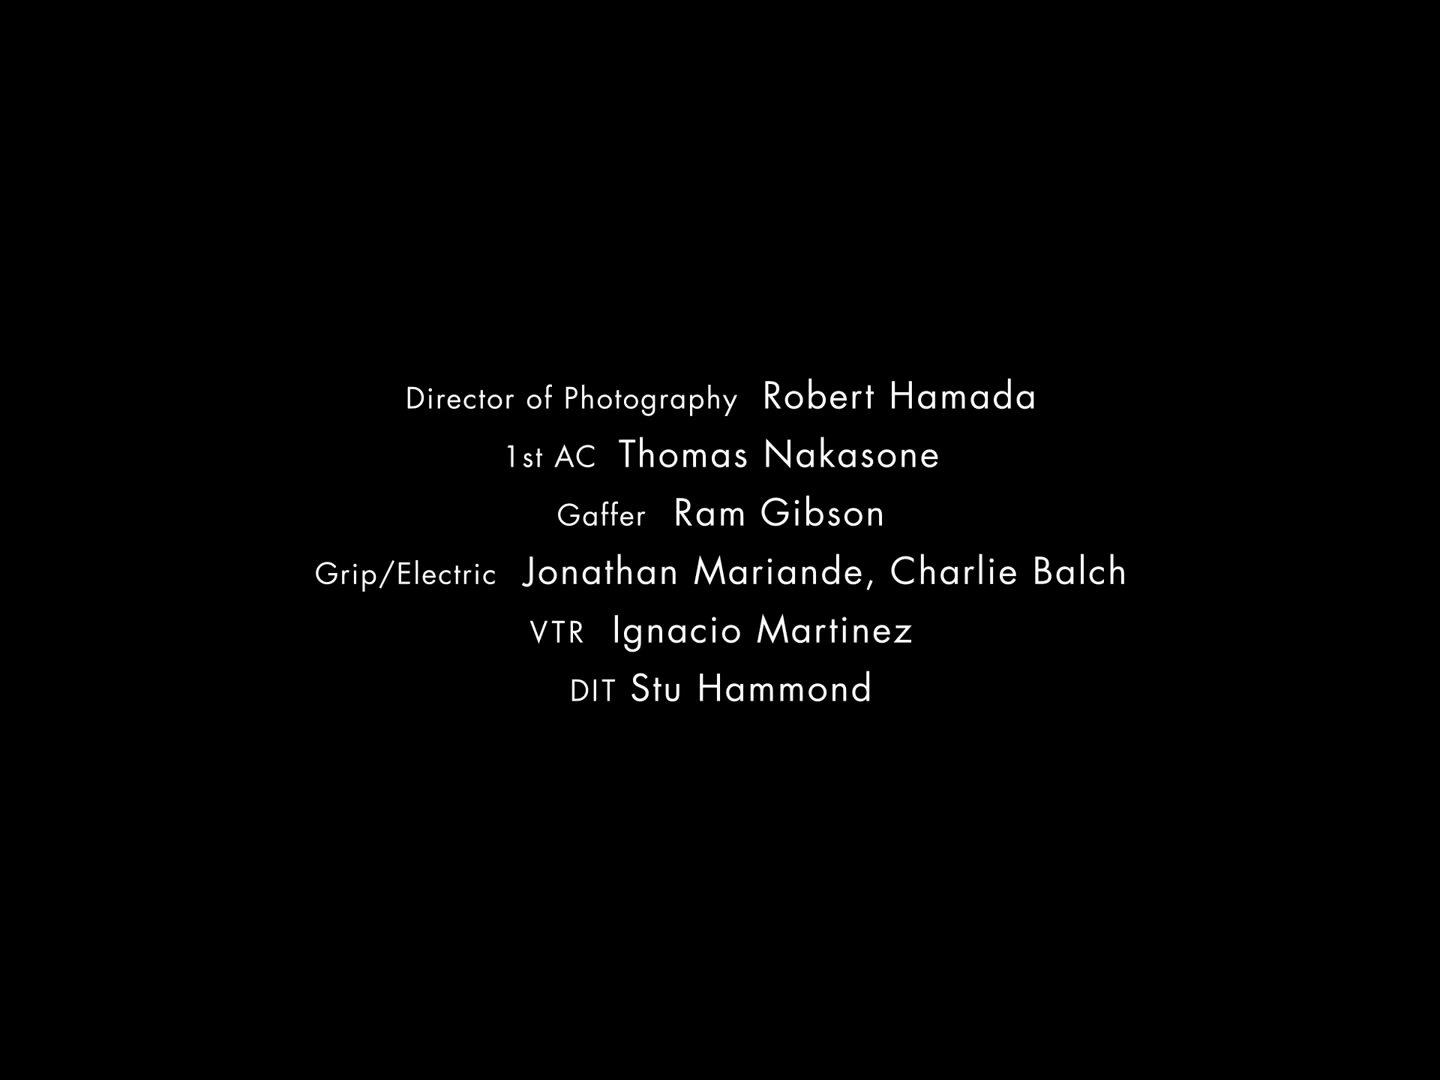 Director of Photography Robert Hamada
1st AC Thomas Nakasone
Gaffer Ram Gibson
Grip/Electric Jonathan Mariande, Charlie Balch
VTR Ignacio Martinez
DIT Stu Hammond